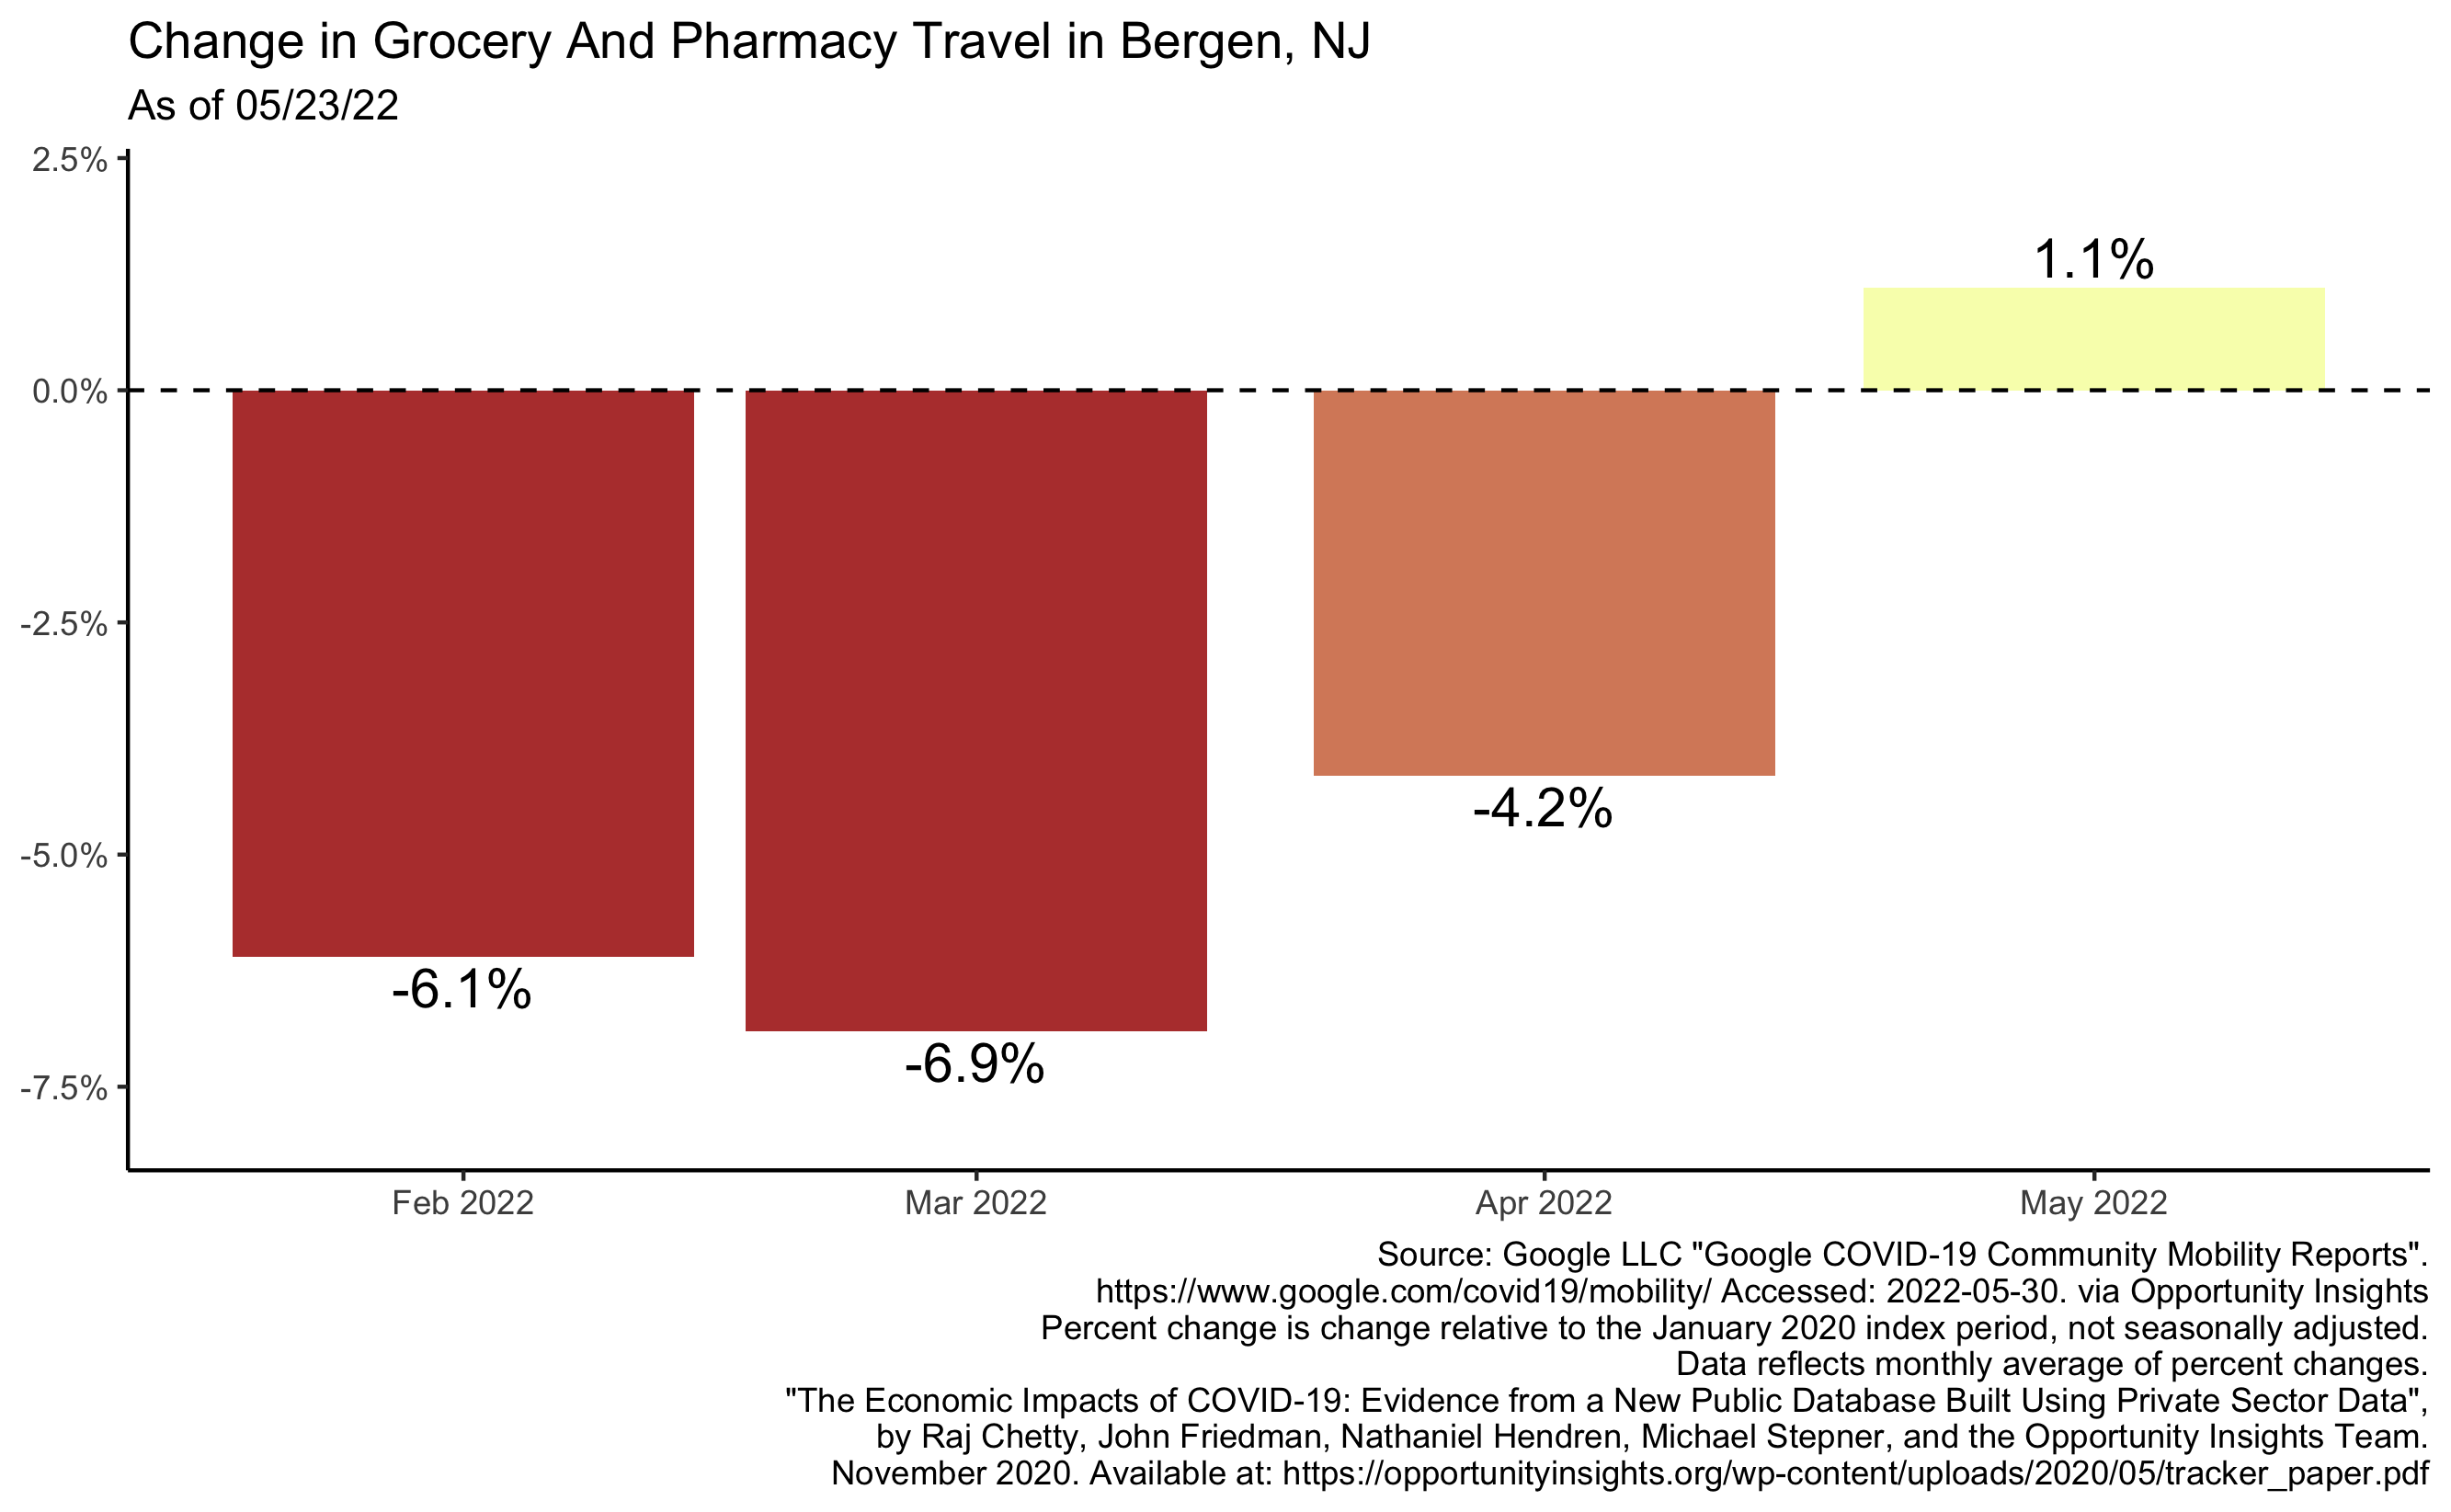 Change in Grocery And Pharmacy Travel in Bergen, NJ
As of 05/23/22
2.5%
0.0%
-2.5%
-5.0%
-7.5%
1.1%
-4.2%
-6.1%
-6.9%
Feb 2022
Mar 2022
Apr 2022
May 2022
Source: Google LLC "Google COVID-19 Community Mobility Reports".
https://www.google.com/covid19/mobility/ Accessed: 2022-05-30. via Opportunity Insights
Percent change is change relative to the January 2020 index period, not seasonally adjusted.
Data reflects monthly average of percent changes.
"The Economic Impacts of COVID-19: Evidence from a New Public Database Built Using Private Sector Data",
by Raj Chetty, John Friedman, Nathaniel Hendren, Michael Stepner, and the Opportunity Insights Team.
November 2020. Available at: https://opportunityinsights.org/wp-content/uploads/2020/05/tracker_paper.pdf